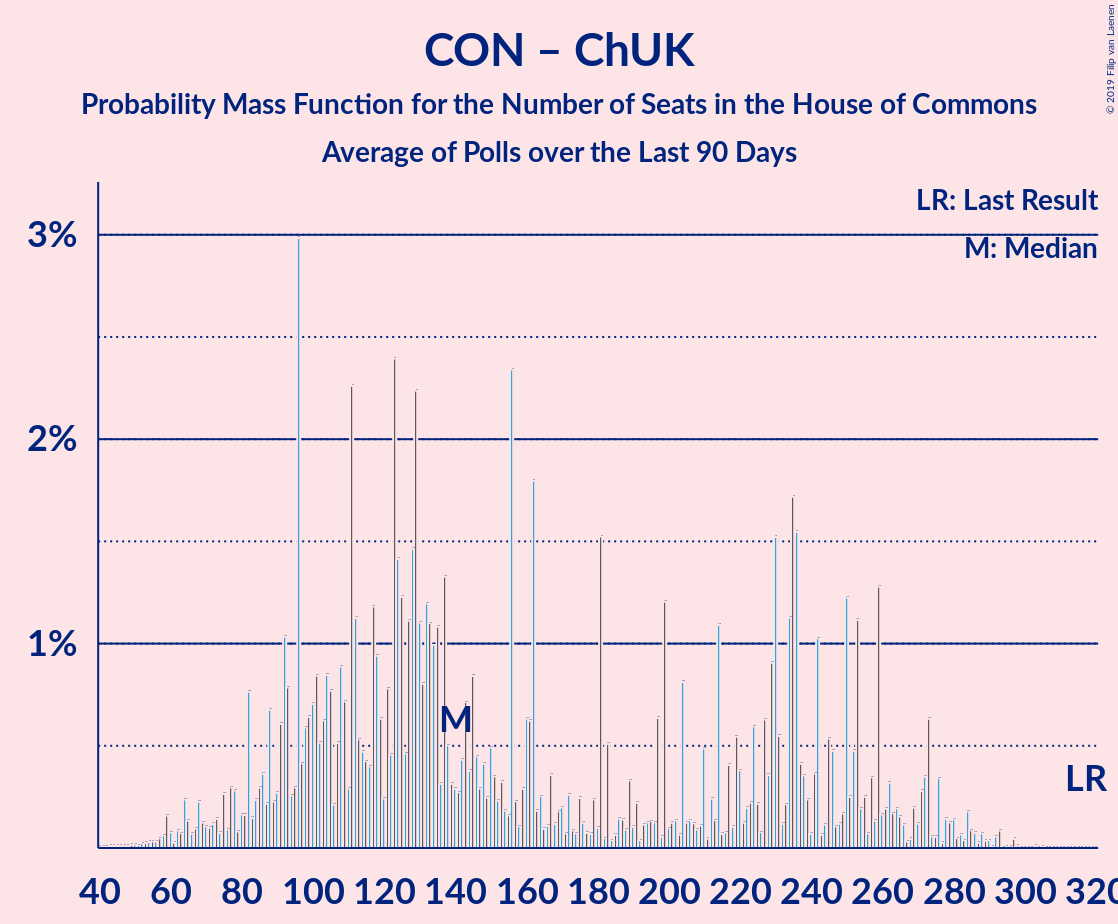 CON – ChUK
Probability Mass Function for the Number of Seats in the House of Commons
Average of Polls over the Last 90 Days
© 2019 Filip van Laenen
LR: Last Result
M: Median
3%
2%
1%
M
LR
40 60 80 100 120 140 160 180 200 220 240 260 280 300 320